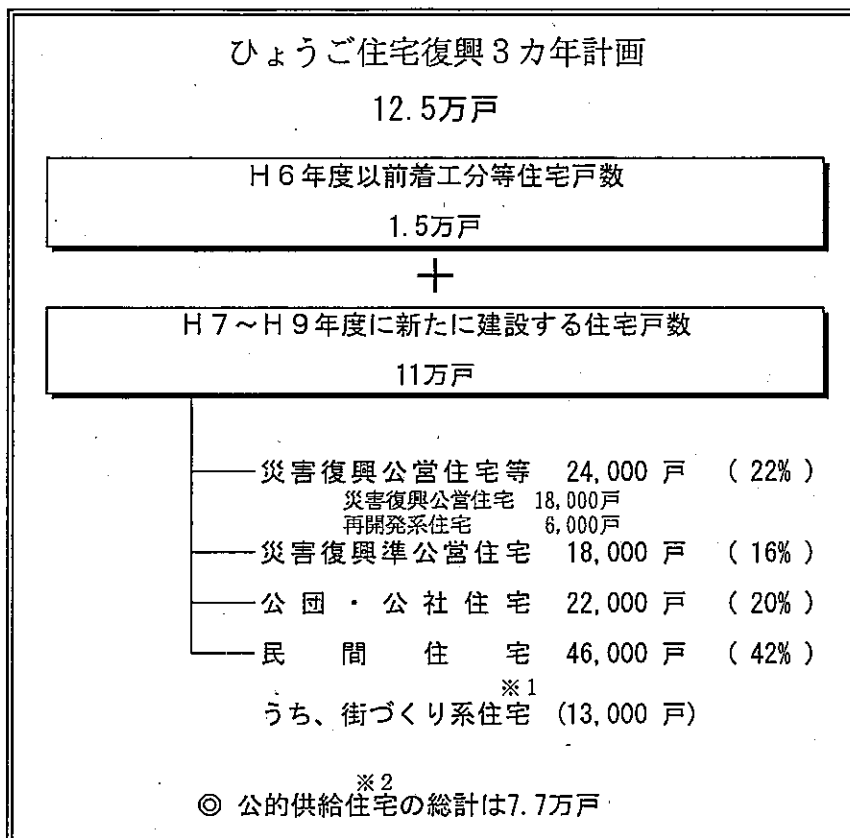 ひょうご住宅復興3カ年計画
12.5万戸
H6年度以前着工分等住宅戸数
1.5万戸
+
H7～H9年度に新たに建設する住宅戸数
11万戸
災害復興公営住宅等 24,000 戸 (22%)
災害復興公営住宅 18,000戸
再開発系住宅 6,000戸
災害復興準公営住宅 18,000 戸 (16%)
公団・公社住宅 22,000 戸 (20%)
民間住宅 46,000 戸 (42%)
※1
うち、街づくり系住宅 (13,000 戸)
※2
◎ 公的供給住宅の総計は7.7万戸